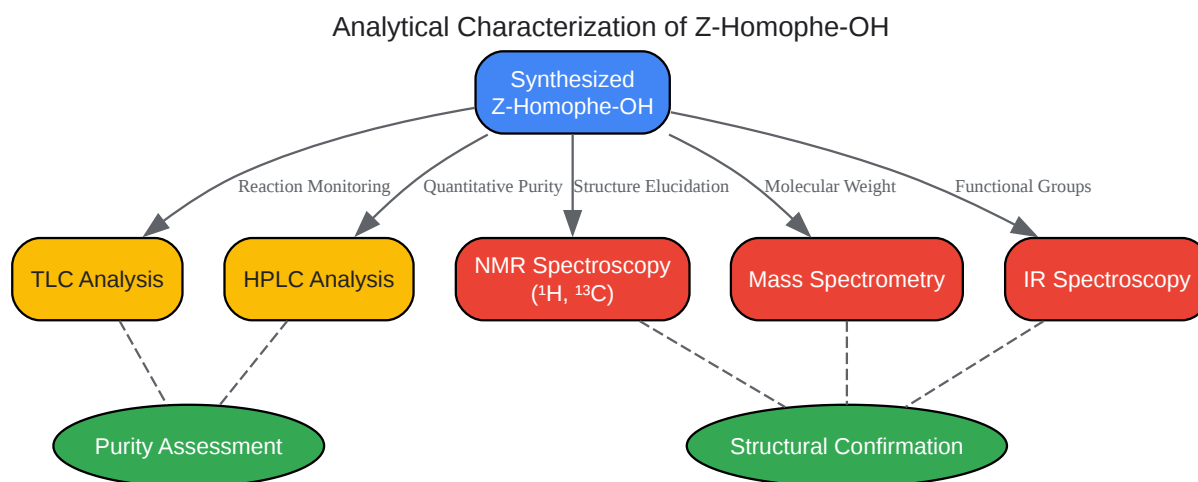 Analytical Characterization of Z-Homophe-OH
Synthesized
Z-Homophe-OH
Reaction Monitoring
Quantitative Purity
Structure Elucidation
Molecular Weight
Functional Groups
TLC Analysis
HPLC Analysis
NMR Spectroscopy
(¹H, ¹³C)
Mass Spectrometry
IR Spectroscopy
Purity Assessment
Structural Confirmation